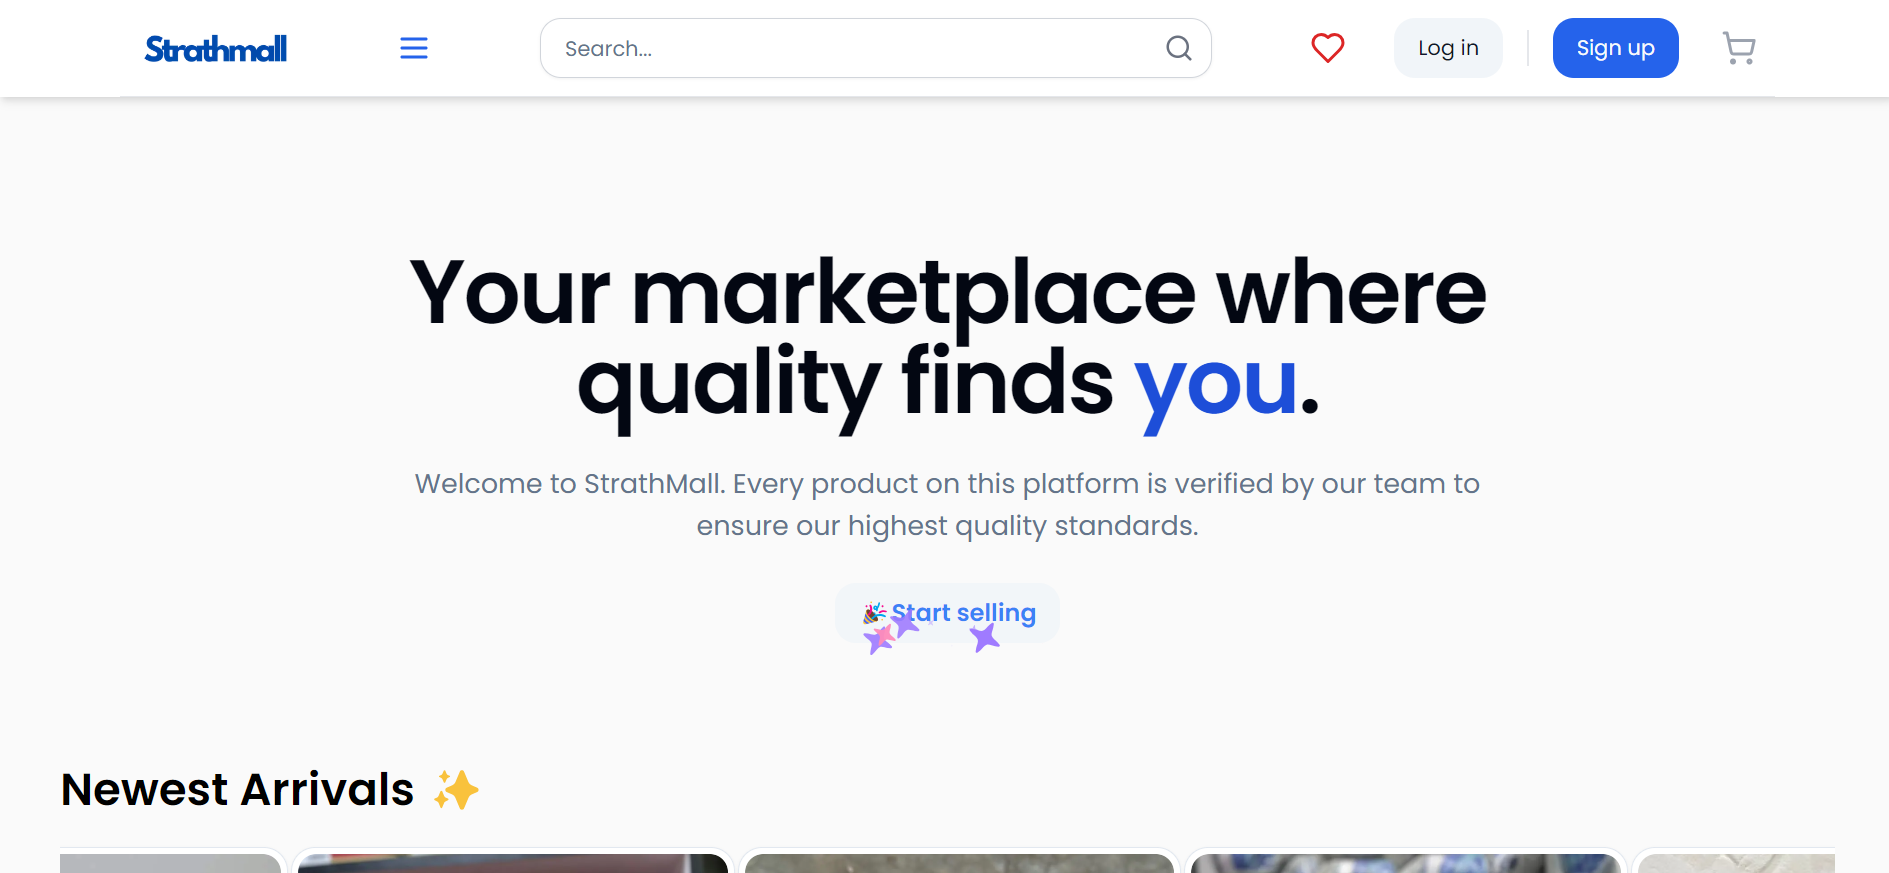 Strathmall
Search...
Log in
Sign up
Your marketplace where
quality finds you.
Welcome to StrathMall. Every product on this platform is verified by our team to
ensure our highest quality standards.
🎉Start selling
Newest Arrivals ✨